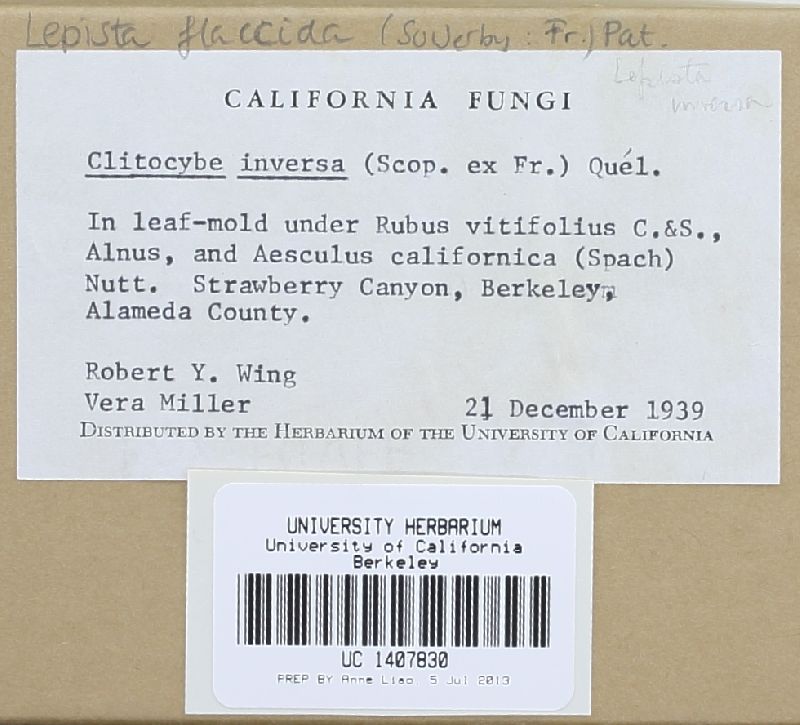 Lepista flaccida (Sowerby : Fr.) Pat.
Lepista
inversa
CALIFORNIA FUNGI
Clitocybe inversa (Scop. ex Fr.) Quél.
In leaf-mold under Rubus vitifolius C.&S.,
Alnus, and Aesculus californica (Spach)
Nutt. Strawberry Canyon, Berkeley,
Alameda County.
Robert Y. Wing
Vera Miller 21 December 1939
DISTRIBUTED BY THE HERBARIUM OF THE UNIVERSITY OF CALIFORNIA
UNIVERSITY HERBARIUM
University of California
Berkeley
UC 1407830
PREP BY Anne Liao, 5 Jul 2013